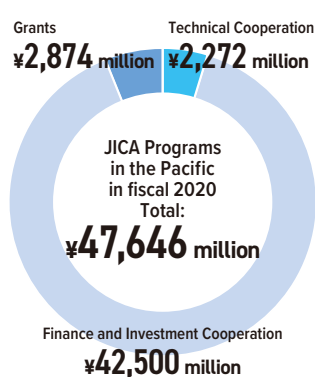 Grants
¥2,874 million
Technical Cooperation
¥2,272 million
JICA Programs
in the Pacific
in fiscal 2020
Total:
¥47,646 million
Finance and Investment Cooperation
¥42,500 million